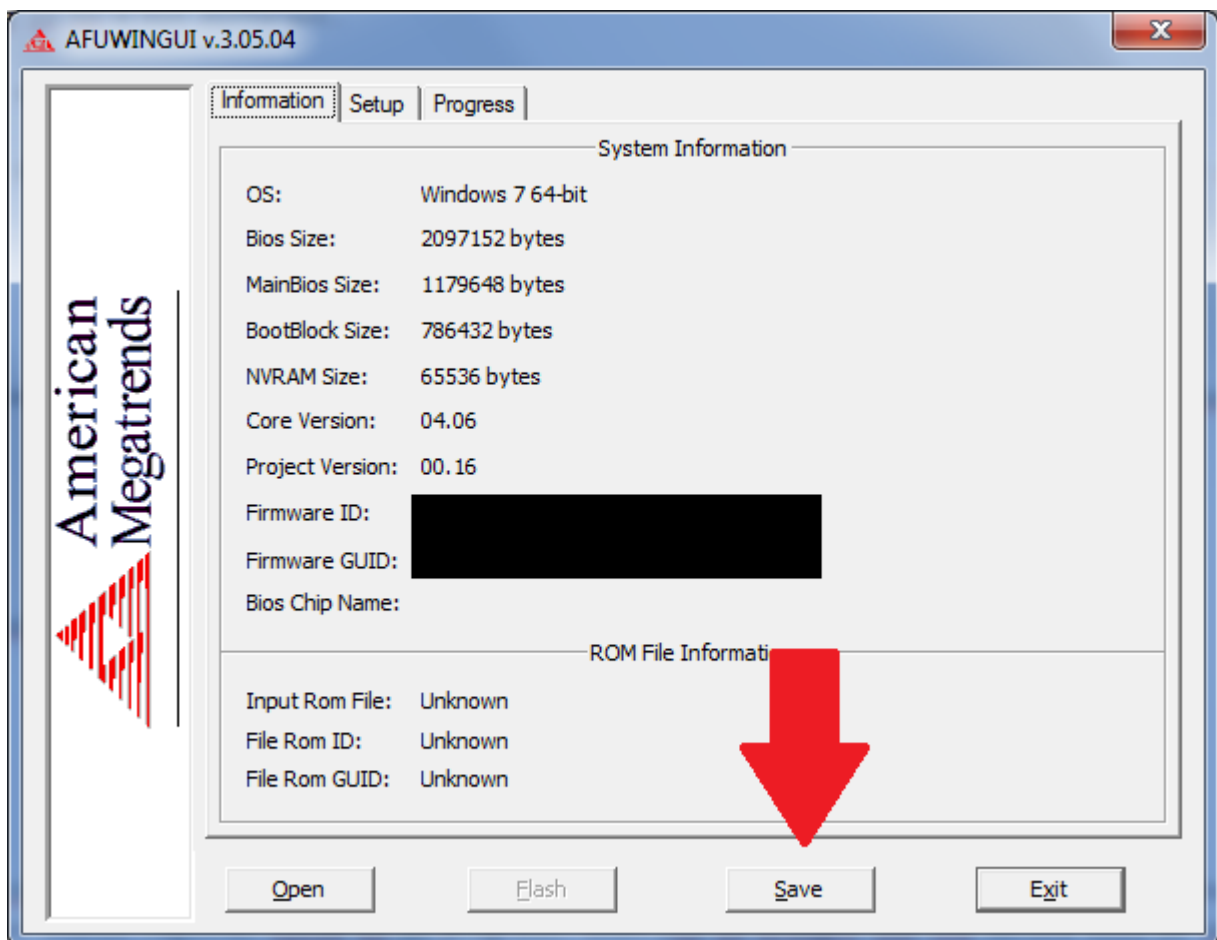 AFUWINGUI v.3.05.04
Information Setup Progress
System Information
OS: Windows 7 64-bit
Bios Size: 2097152 bytes
MainBios Size: 1179648 bytes
BootBlock Size: 786432 bytes
NVRAM Size: 65536 bytes
Core Version: 04.06
Project Version: 00.16
Firmware ID:
Firmware GUID:
Bios Chip Name:
ROM File Informati
Input Rom File: Unknown
File Rom ID: Unknown
File Rom GUID: Unknown
Open Flash Save Exit
American
Megatrends